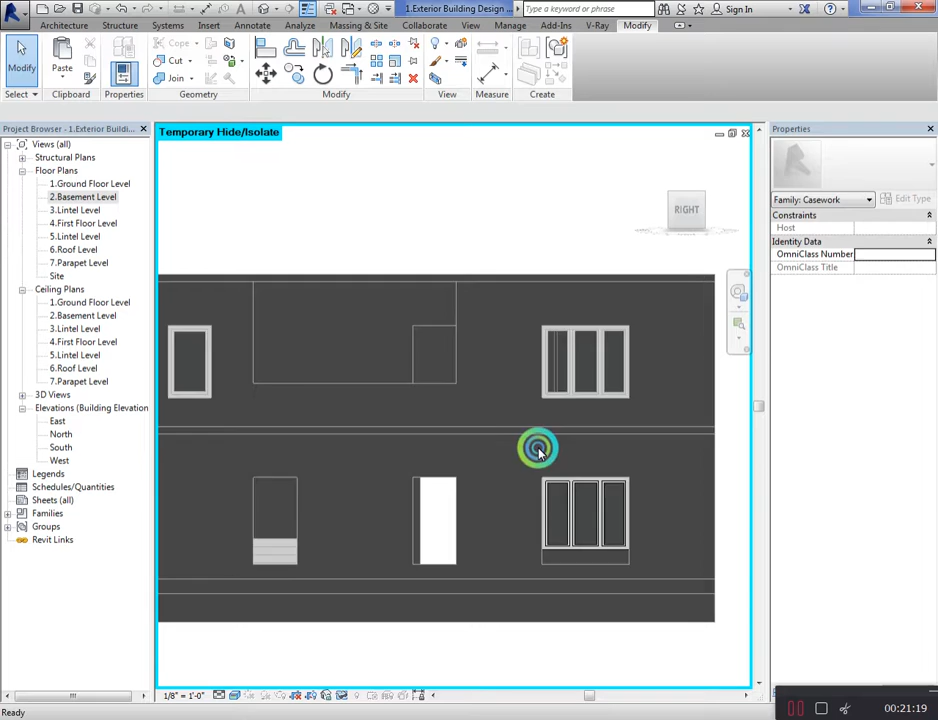 1.Exterior Building Design ...
Type a keyword or phrase
Sign In
Architecture
Structure
Systems
Insert
Annotate
Analyze
Massing & Site
Collaborate
View
Manage
Add-Ins
V-Ray
Modify
Modify
Paste
Cope
Cut
Join
Select
Clipboard
Properties
Geometry
Modify
View
Measure
Create
Project Browser - 1.Exterior Buildi...
Views (all)
Structural Plans
Floor Plans
1.Ground Floor Level
2.Basement Level
3.Lintel Level
4.First Floor Level
5.Lintel Level
6.Roof Level
7.Parapet Level
Site
Ceiling Plans
1.Ground Floor Level
2.Basement Level
3.Lintel Level
4.First Floor Level
5.Lintel Level
6.Roof Level
7.Parapet Level
3D Views
Elevations (Building Elevation
East
North
South
West
Legends
Schedules/Quantities
Sheets (all)
Families
Groups
Revit Links
Temporary Hide/Isolate
RIGHT
1/8" = 1'-0"
Properties
Family: Casework
Edit Type
Constraints
Host
Identity Data
OmniClass Number
OmniClass Title
Ready
00:21:19